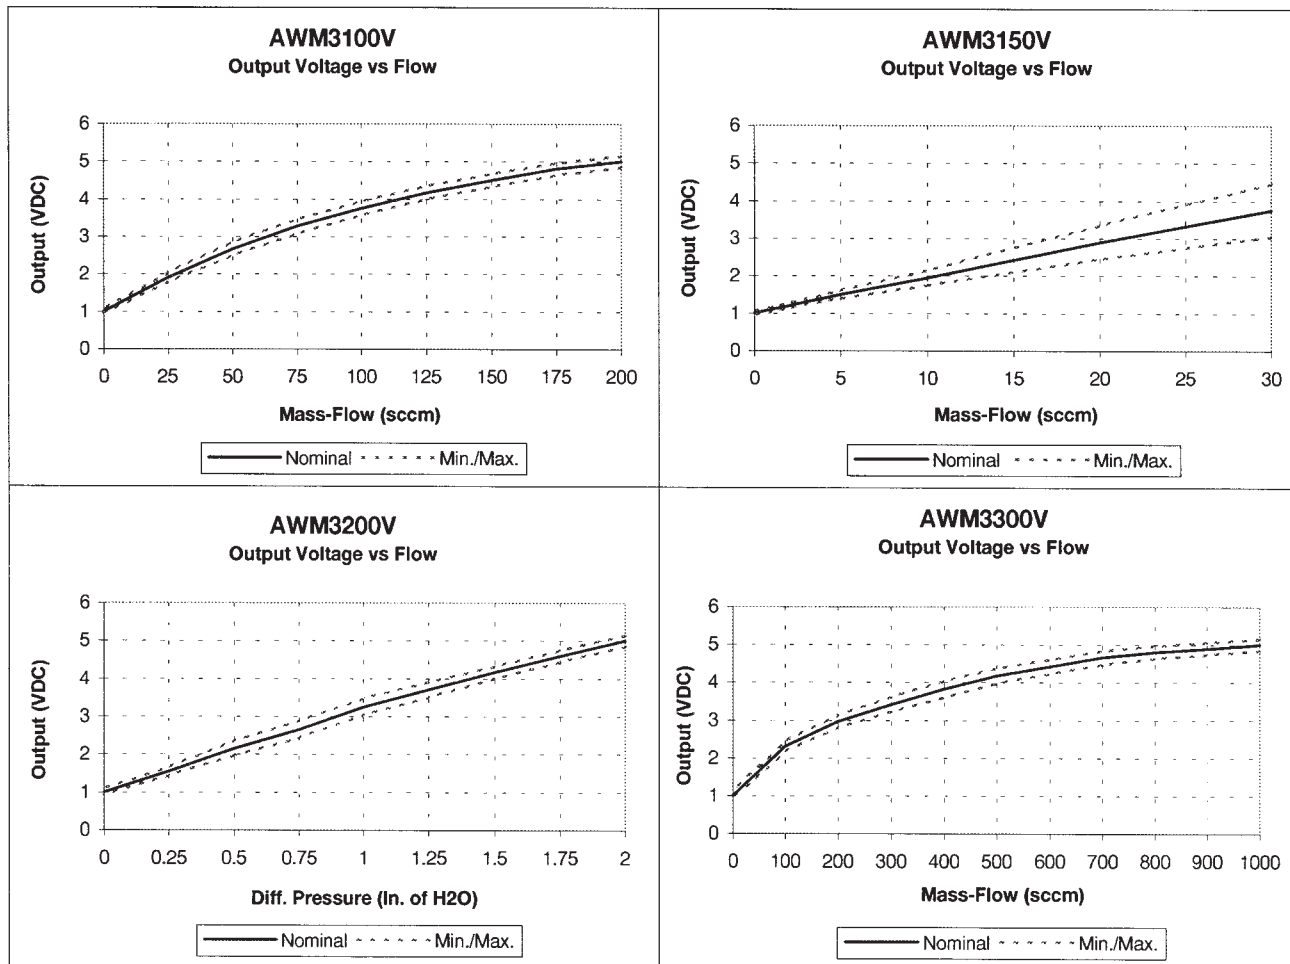 AWM3100V
Output Voltage vs Flow
Output (VDC)
6
5
4
3
2
1
0
0 25 50 75 100 125 150 175 200
Mass-Flow (sccm)
Nominal Min./Max.
AWM3150V
Output Voltage vs Flow
Output (VDC)
6
5
4
3
2
1
0
0 5 10 15 20 25 30
Mass-Flow (sccm)
Nominal Min./Max.
AWM3200V
Output Voltage vs Flow
Output (VDC)
6
5
4
3
2
1
0
0 0.25 0.5 0.75 1 1.25 1.5 1.75 2
Diff. Pressure (In. of H2O)
Nominal Min./Max.
AWM3300V
Output Voltage vs Flow
Output (VDC)
6
5
4
3
2
1
0
0 100 200 300 400 500 600 700 800 900 1000
Mass-Flow (sccm)
Nominal Min./Max.